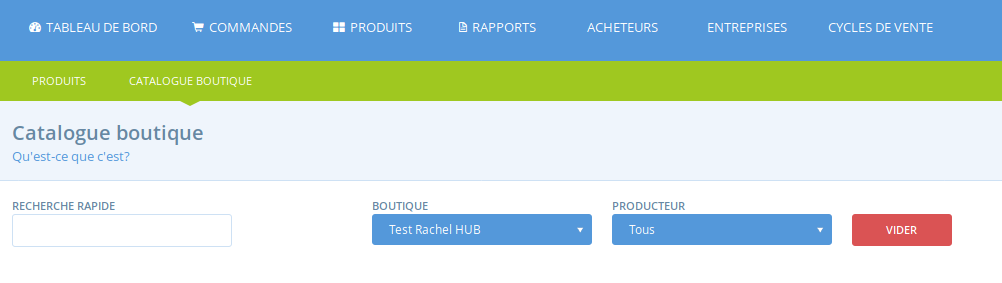 TABLEAU DE BORD COMMANDES PRODUITS RAPPORTS ACHETEURS ENTREPRISES CYCLES DE VENTE
PRODUITS CATALOGUE BOUTIQUE
Catalogue boutique
Qu'est-ce que c'est?
RECHERCHE RAPIDE BOUTIQUE PRODUCTEUR
Test Rachel HUB Tous VIDER